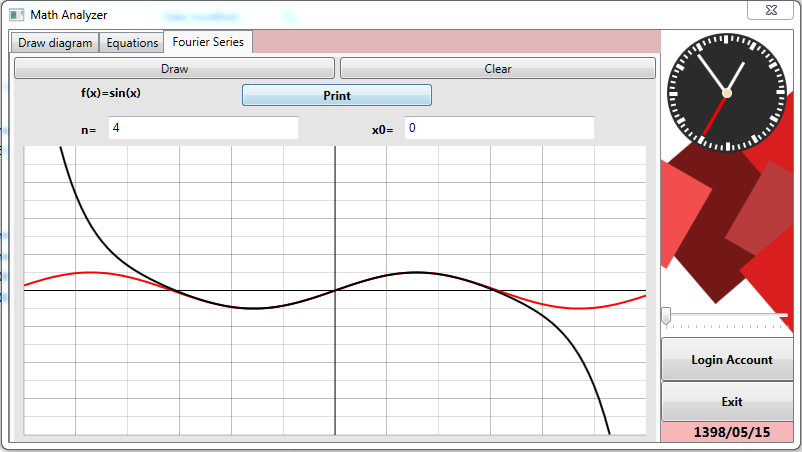 Math Analyzer
Draw diagram Equations Fourier Series
Draw Clear
f(x)=sin(x) Print
n= 4 x0= 0
Login Account
Exit
1398/05/15